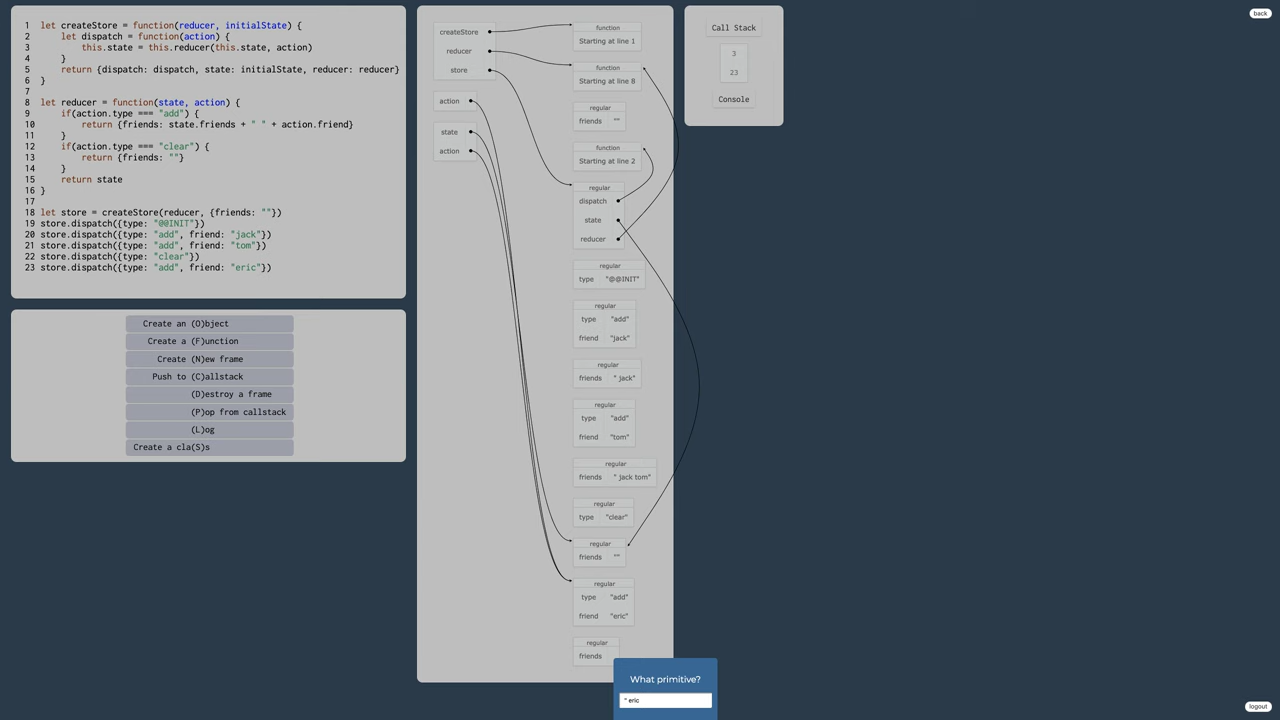 1 let createStore = function(reducer, initialState) {
2     let dispatch = function(action) {
3         this.state = this.reducer(this.state, action)
4     }
5     return {dispatch: dispatch, state: initialState, reducer: reducer}
6 }
7
8 let reducer = function(state, action) {
9     if(action.type === "add") {
10         return {friends: state.friends + " " + action.friend}
11     }
12     if(action.type === "clear") {
13         return {friends: ""}
14     }
15     return state
16 }
17
18 let store = createStore(reducer, {friends: ""})
19 store.dispatch({type: "@@INIT"})
20 store.dispatch({type: "add", friend: "jack"})
21 store.dispatch({type: "add", friend: "tom"})
22 store.dispatch({type: "clear"})
23 store.dispatch({type: "add", friend: "eric"})
Create an (O)bject
Create a (F)unction
Create (N)ew frame
Push to (C)allstack
(D)estroy a frame
(P)op from callstack
(L)og
Create a cla(S)s
createStore
reducer
store
action
state
action
function
Starting at line 1
function
Starting at line 8
regular
friends ""
function
Starting at line 2
regular
dispatch
state
reducer
regular
type "@@INIT"
regular
type "add"
friend "jack"
regular
friends " jack"
regular
type "add"
friend "tom"
regular
friends " jack tom"
regular
type "clear"
regular
friends ""
regular
type "add"
friend "eric"
regular
friends
What primitive?
" eric
Call Stack
3
23
Console
back
logout